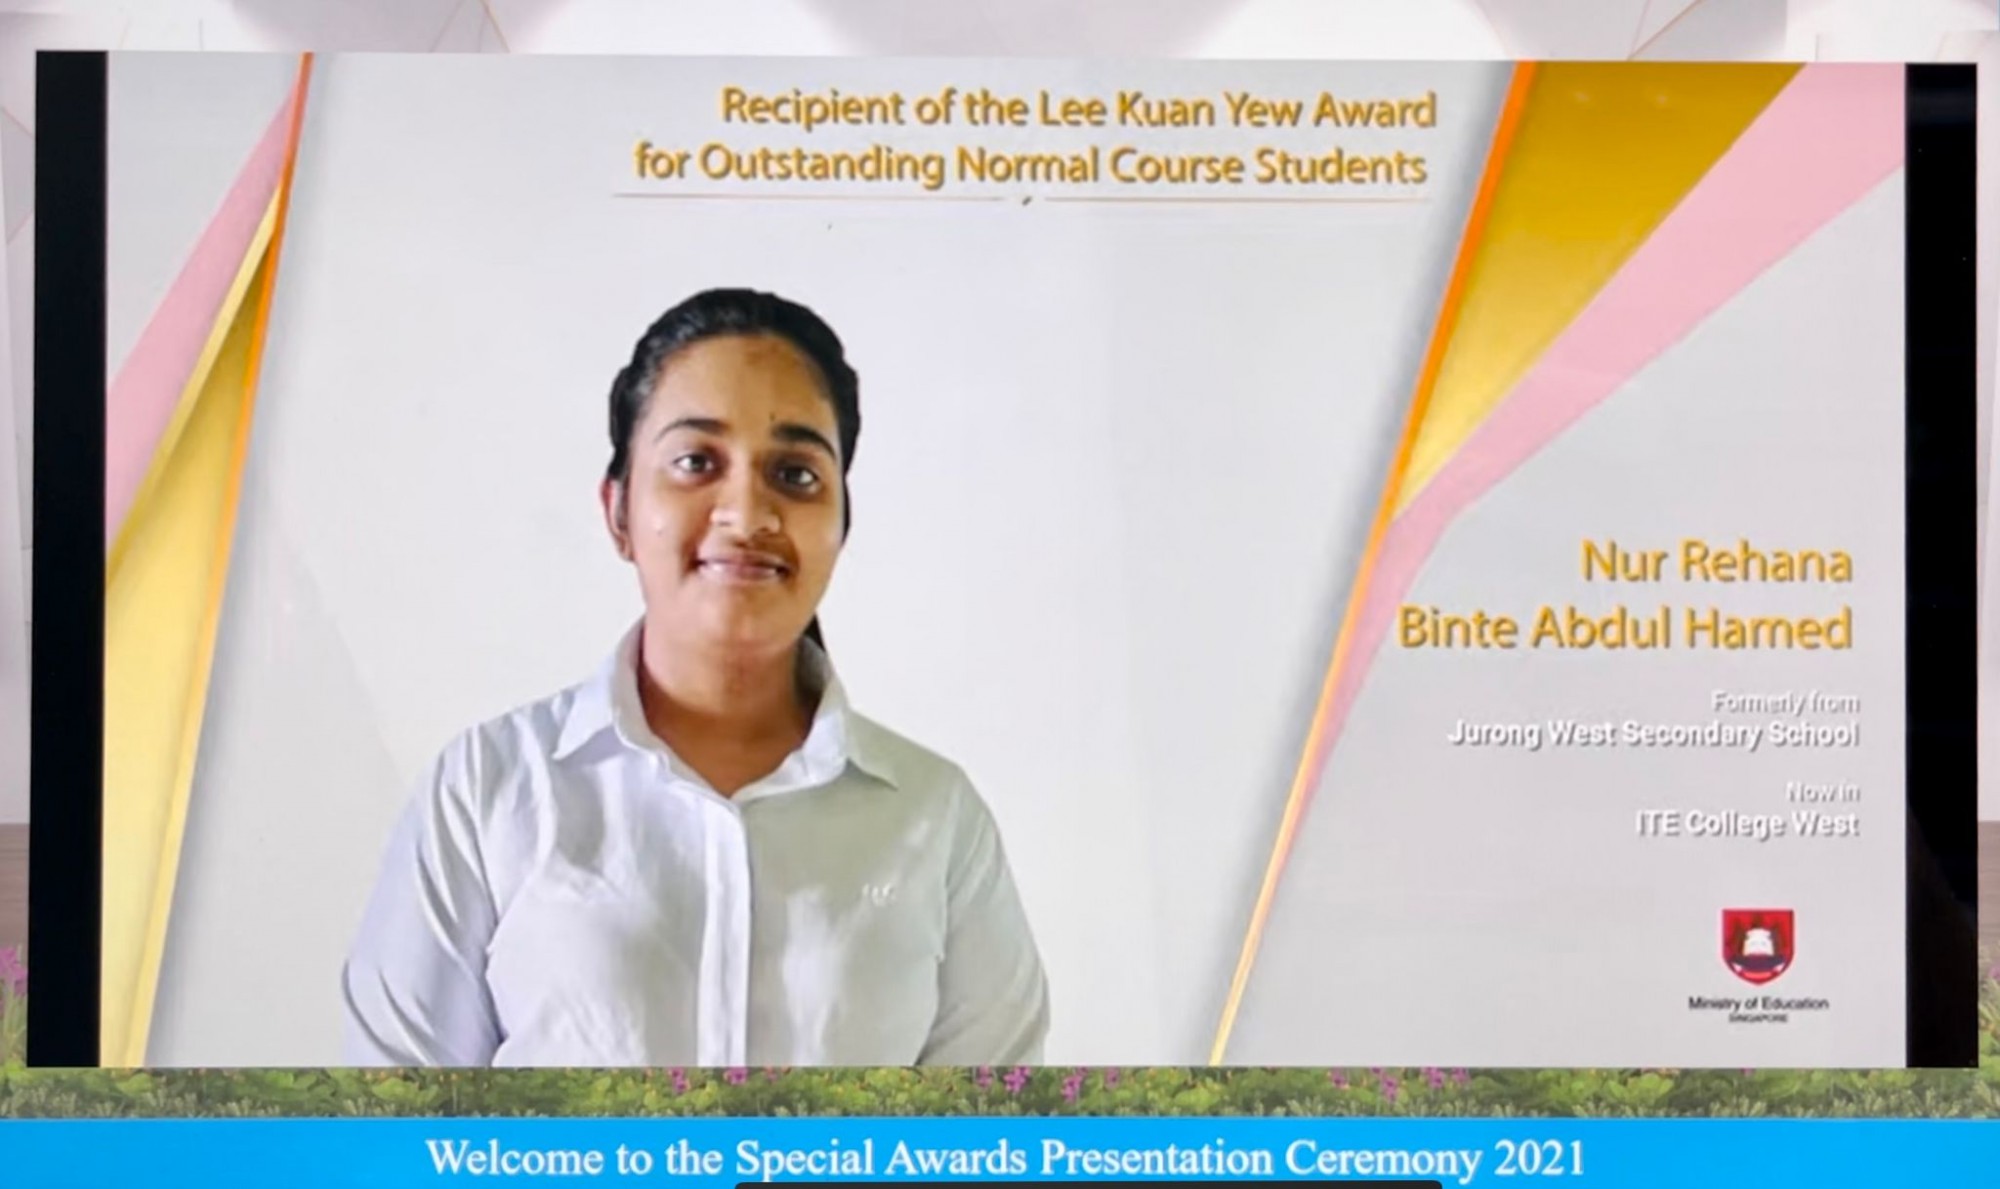 Recipient of the Lee Kuan Yew Award
for Outstanding Normal Course Students
Nur Rehana
Binte Abdul Hamed
Formerly from
Jurong West Secondary School
Now in
ITE College West
Ministry of Education
SINGAPORE
Welcome to the Special Awards Presentation Ceremony 2021